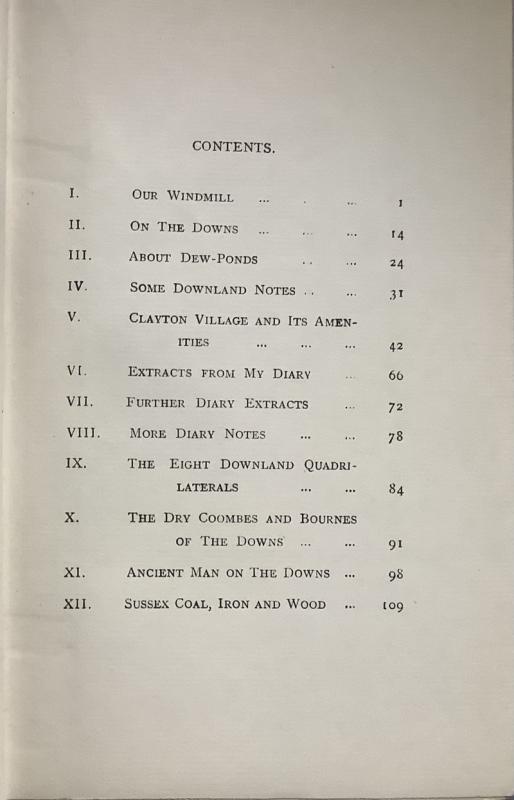 CONTENTS.
I. OUR WINDMILL ... . ... 1
II. ON THE DOWNS ... ... ... 14
III. ABOUT DEW-PONDS .. ... 24
IV. SOME DOWNLAND NOTES .. ... 31
V. CLAYTON VILLAGE AND ITS AMEN-
ITIES ... ... ... 42
VI. EXTRACTS FROM MY DIARY ... 66
VII. FURTHER DIARY EXTRACTS ... 72
VIII. MORE DIARY NOTES ... ... 78
IX. THE EIGHT DOWNLAND QUADRI-
LATERALS ... ... 84
X. THE DRY COOMBES AND BOURNES
OF THE DOWNS ... ... 91
XI. ANCIENT MAN ON THE DOWNS ... 98
XII. SUSSEX COAL, IRON AND WOOD ... 109